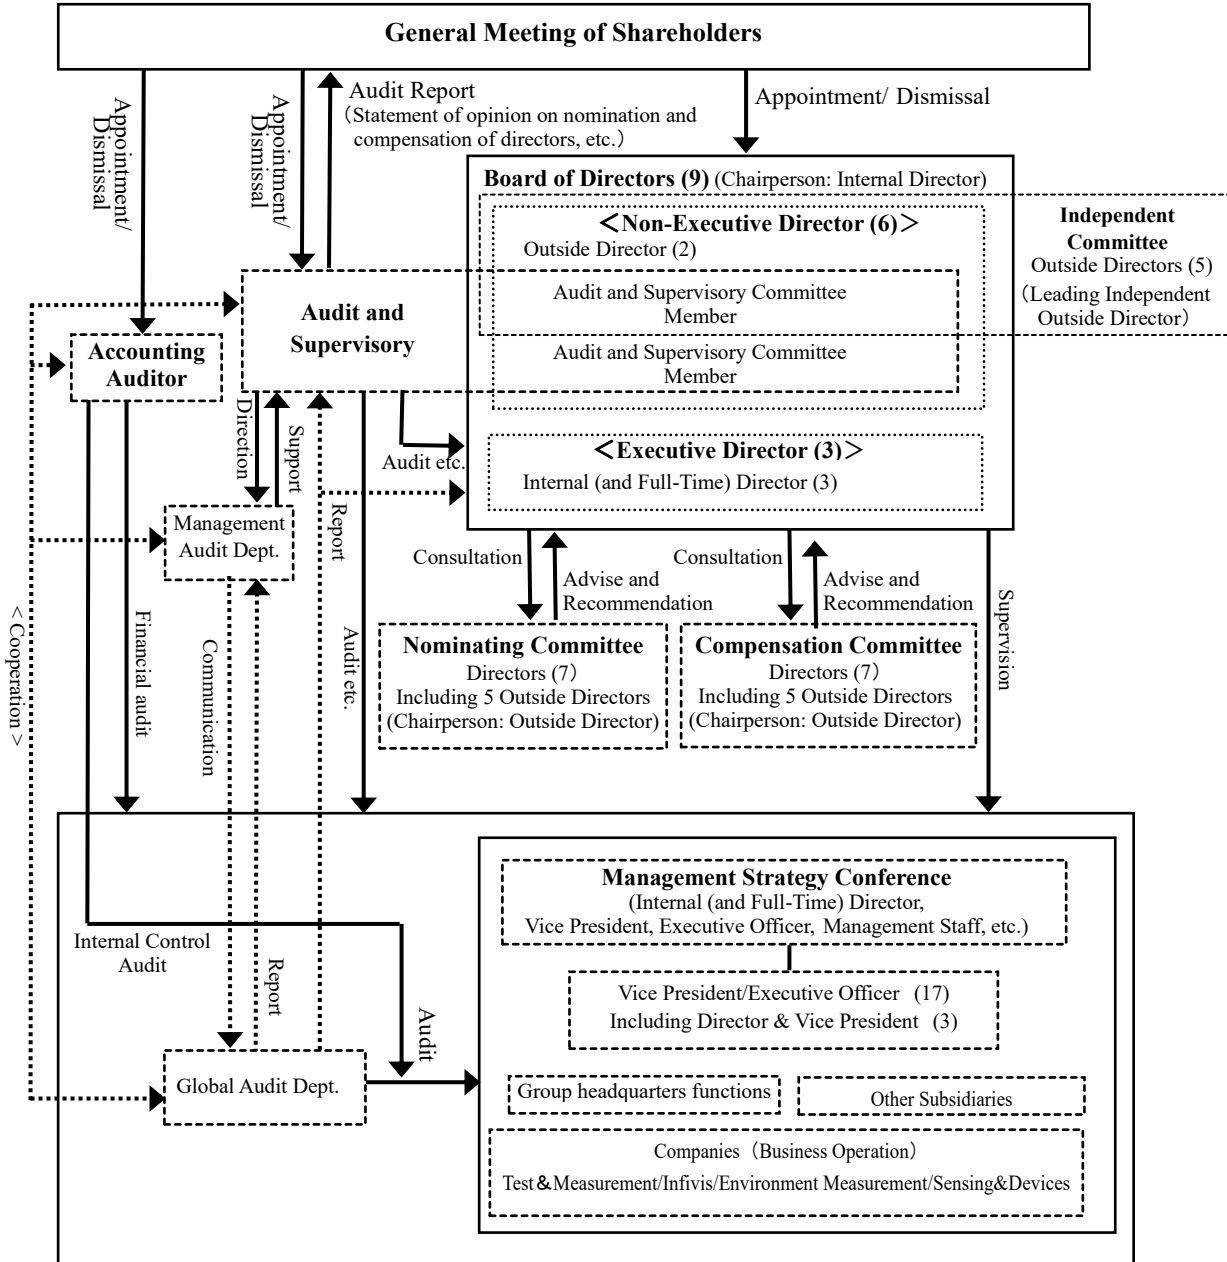 General Meeting of Shareholders
Appointment/
Dismissal
Appointment/
Dismissal
Audit Report
（Statement of opinion on nomination and
compensation of directors, etc.）
Appointment/ Dismissal
Board of Directors (9) (Chairperson: Internal Director)
＜Non-Executive Director (6)＞
Outside Director (2)
Independent
Committee
Outside Directors (5)
（Leading Independent
Outside Director）
Audit and Supervisory Committee
Member
Audit and Supervisory Committee
Member
Audit and
Supervisory
Accounting
Auditor
Direction
Support
Audit etc.
＜Executive Director (3)＞
Internal (and Full-Time) Director (3)
Management
Audit Dept.
Report
Consultation
Advise and
Recommendation
Consultation
Advise and
Recommendation
Supervision
< Cooperation >
Financial audit
Communication
Audit etc.
Nominating Committee
Directors (7）
Including 5 Outside Directors
(Chairperson: Outside Director)
Compensation Committee
Directors (7）
Including 5 Outside Directors
(Chairperson: Outside Director)
Management Strategy Conference
(Internal (and Full-Time) Director,
Vice President, Executive Officer, Management Staff, etc.)
Internal Control
Audit
Report
Audit
Vice President/Executive Officer (17)
Including Director & Vice President (3)
Global Audit Dept.
Group headquarters functions
Other Subsidiaries
Companies（Business Operation）
Test＆Measurement/Infivis/Environment Measurement/Sensing&Devices